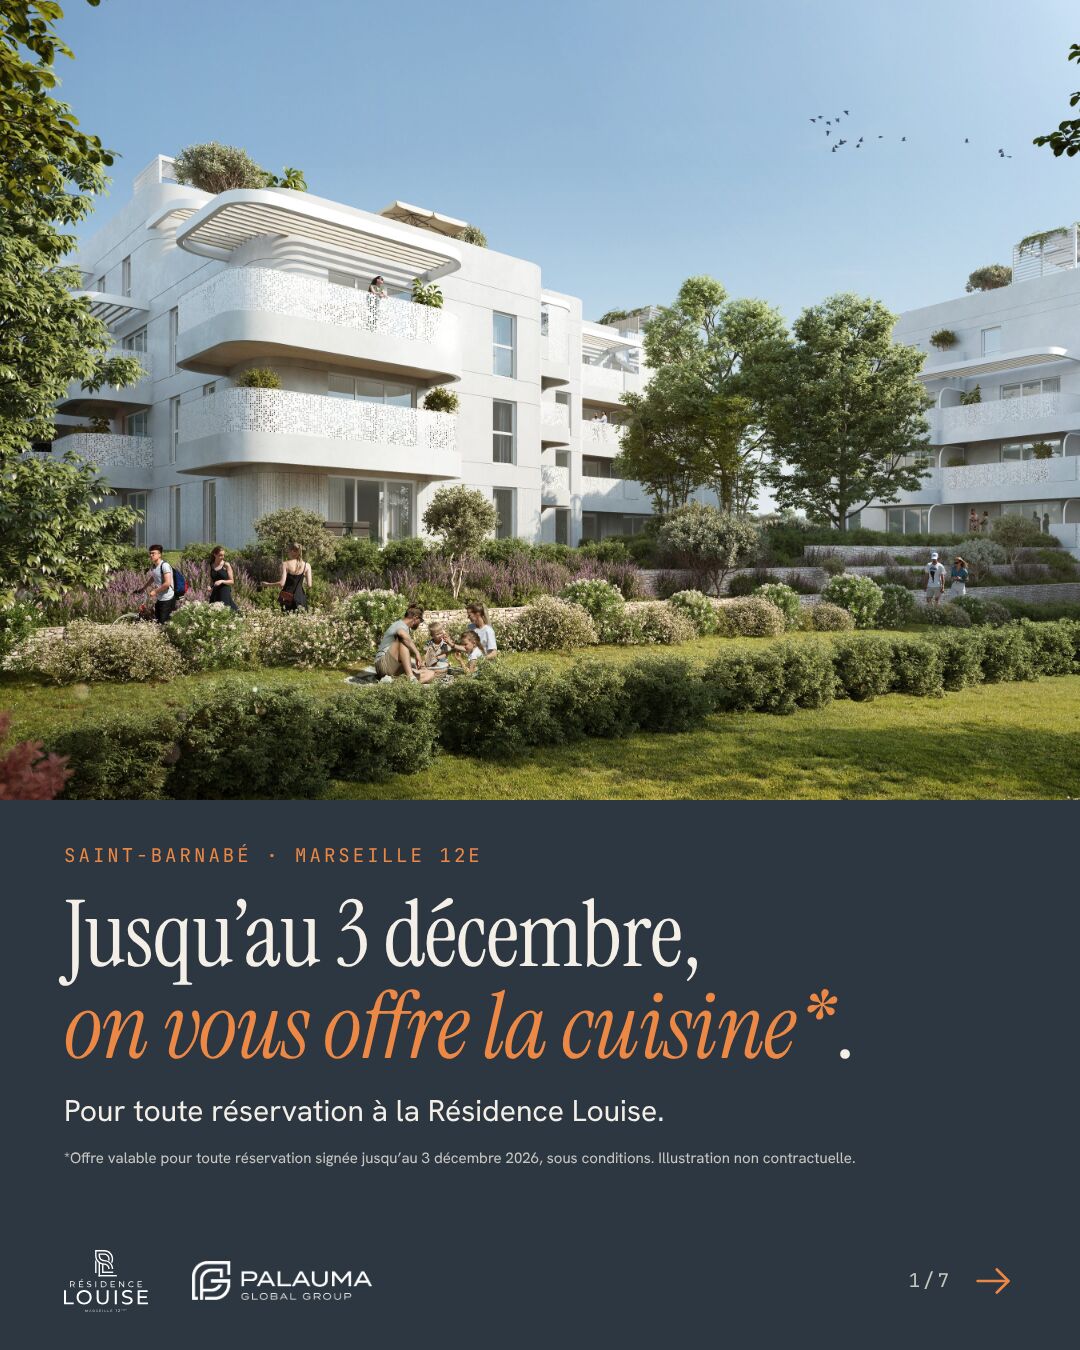 SAINT-BARNABÉ · MARSEILLE 12E
Jusqu’au 3 décembre,
on vous offre la cuisine*.
Pour toute réservation à la Résidence Louise.
*Offre valable pour toute réservation signée jusqu’au 3 décembre 2026, sous conditions. Illustration non contractuelle.
RÉSIDENCE
LOUISE
MARSEILLE 12
PALAUMA
GLOBAL GROUP
1/7